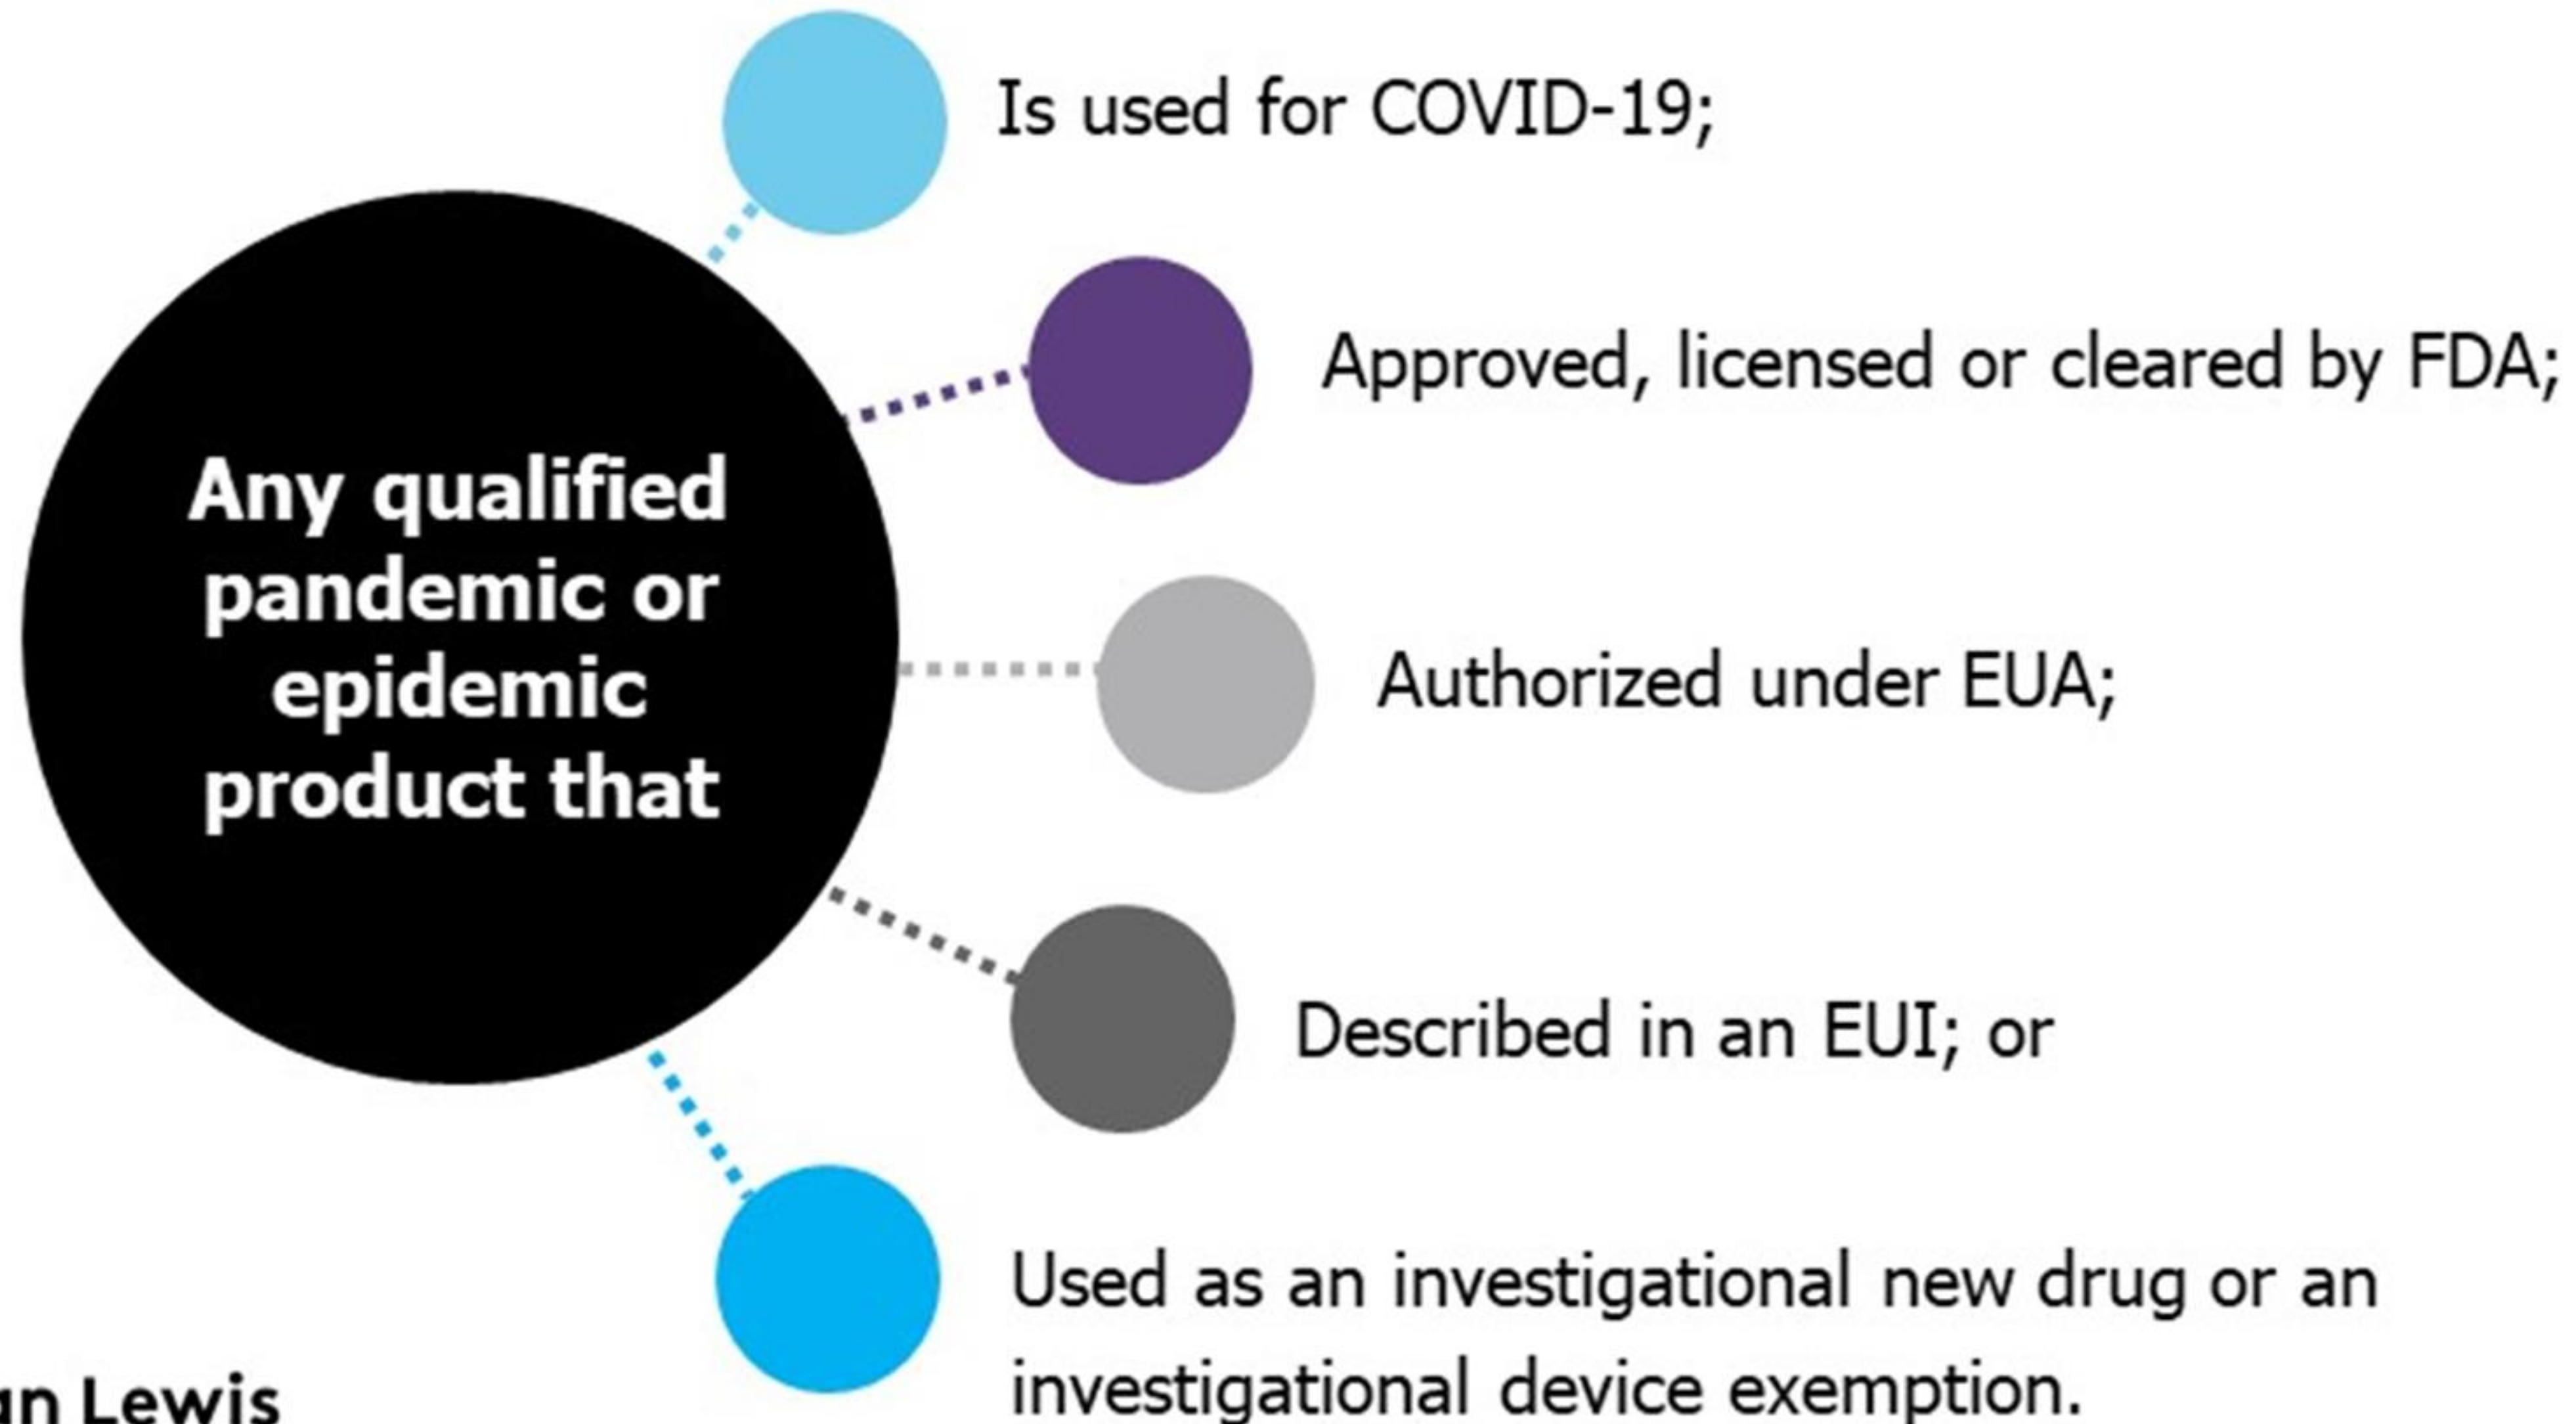 Is used for COVID-19;
Approved, licensed or cleared by FDA;
Any qualified
pandemic or
epidemic
product that
Authorized under EUA;
Described in an EUI; or
Used as an investigational new drug or an
investigational device exemption.
Lewis